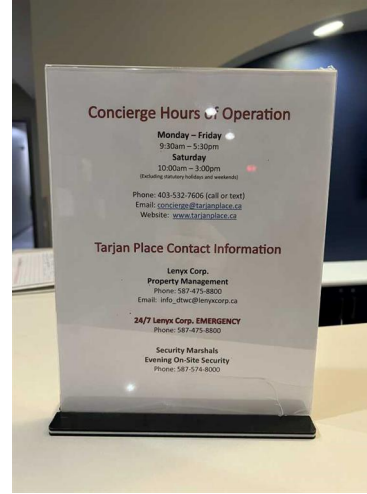 Concierge Hours of Operation
Monday – Friday
9:30am – 5:30pm
Saturday
10:00am – 3:00pm
(Excluding statutory holidays and weekends)
Phone: 403-532-7606 (call or text)
Email: concierge@tarjanplace.ca
Website: www.tarjanplace.ca
Tarjan Place Contact Information
Lenyx Corp.
Property Management
Phone: 587-475-8800
Email: info_dtwc@lenyxcorp.ca
24/7 Lenyx Corp. EMERGENCY
Phone: 587-475-8800
Security Marshals
Evening On-Site Security
Phone: 587-574-8000